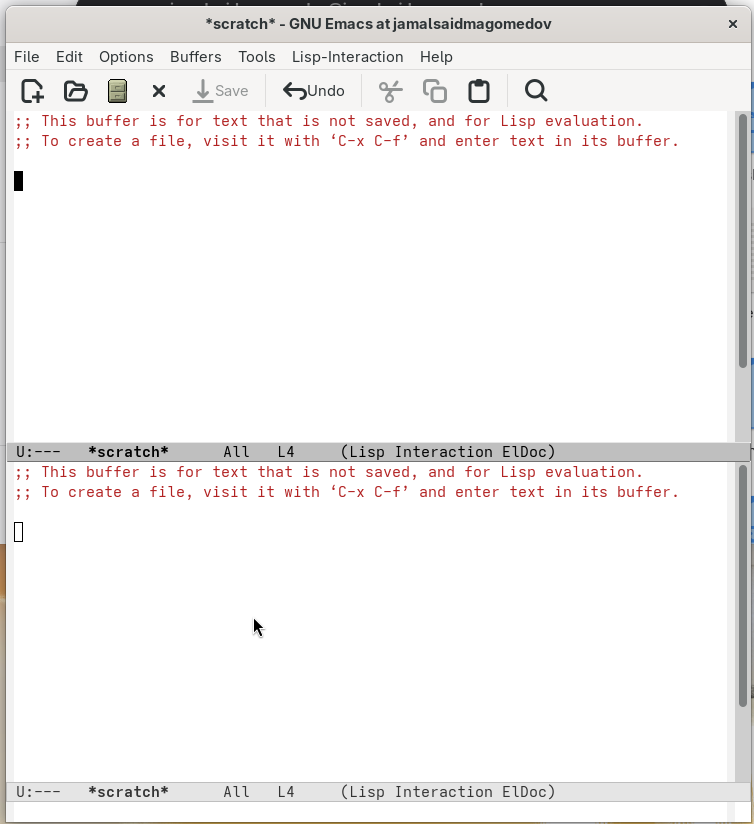 *scratch* - GNU Emacs at jamalsaidmagomedov
File Edit Options Buffers Tools Lisp-Interaction Help
Save Undo
;; This buffer is for text that is not saved, and for Lisp evaluation.
;; To create a file, visit it with ‘C-x C-f’ and enter text in its buffer.
U:--- *scratch* All L4 (Lisp Interaction ElDoc)
;; This buffer is for text that is not saved, and for Lisp evaluation.
;; To create a file, visit it with ‘C-x C-f’ and enter text in its buffer.
U:--- *scratch* All L4 (Lisp Interaction ElDoc)